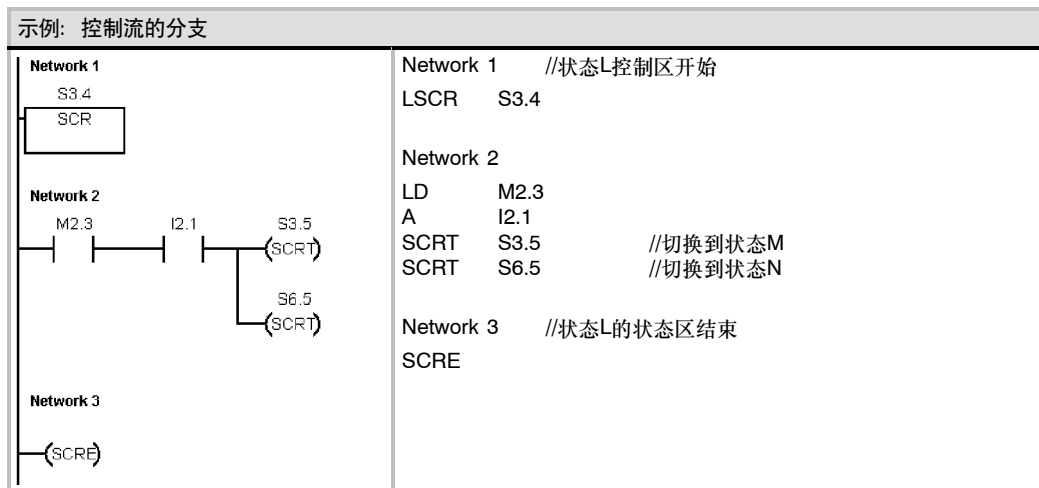 示例: 控制流的分支
Network 1
S3.4
SCR
Network 2
M2.3 I2.1 S3.5
(SCRT)
S6.5
(SCRT)
Network 3
(SCRE)
Network 1 //状态L控制区开始
LSCR S3.4
Network 2
LD M2.3
A I2.1
SCRT S3.5 //切换到状态M
SCRT S6.5 //切换到状态N
Network 3 //状态L的状态区结束
SCRE